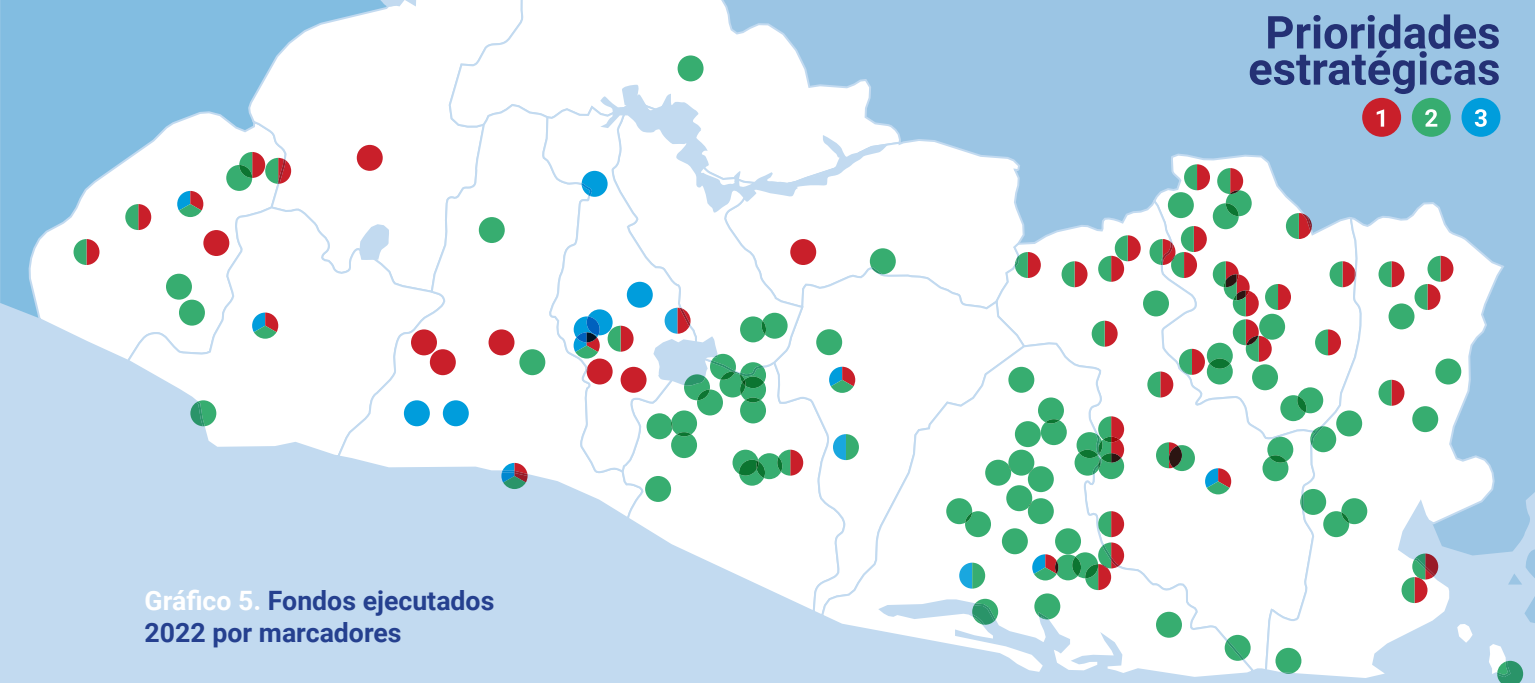 Prioridades
estratégicas
1 2 3
Gráfico 5. Fondos ejecutados
2022 por marcadores